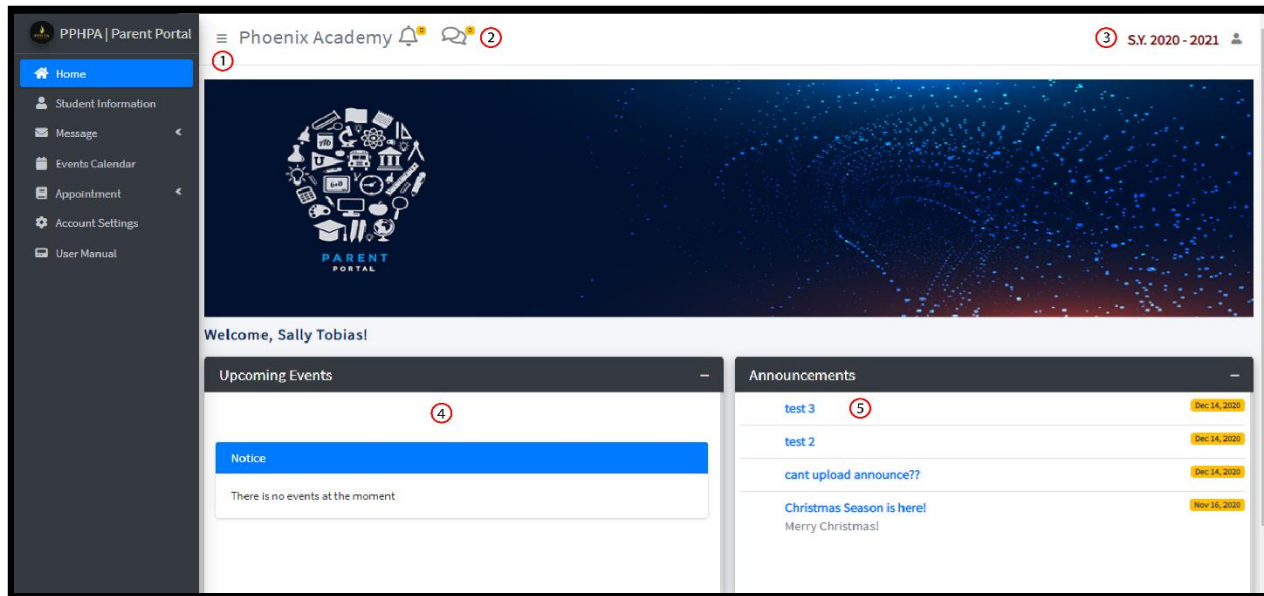 PPHPA | Parent Portal
Phoenix Academy
0
0
2
3
S.Y. 2020 - 2021
1
Home
Student Information
Message
Events Calendar
Appointment
Account Settings
User Manual
PARENT
PORTAL
Welcome, Sally Tobias!
Upcoming Events
4
Notice
There is no events at the moment
Announcements
test 3
5
Dec 14, 2020
test 2
Dec 14, 2020
cant upload announce??
Dec 14, 2020
Christmas Season is here!
Nov 16, 2020
Merry Christmas!